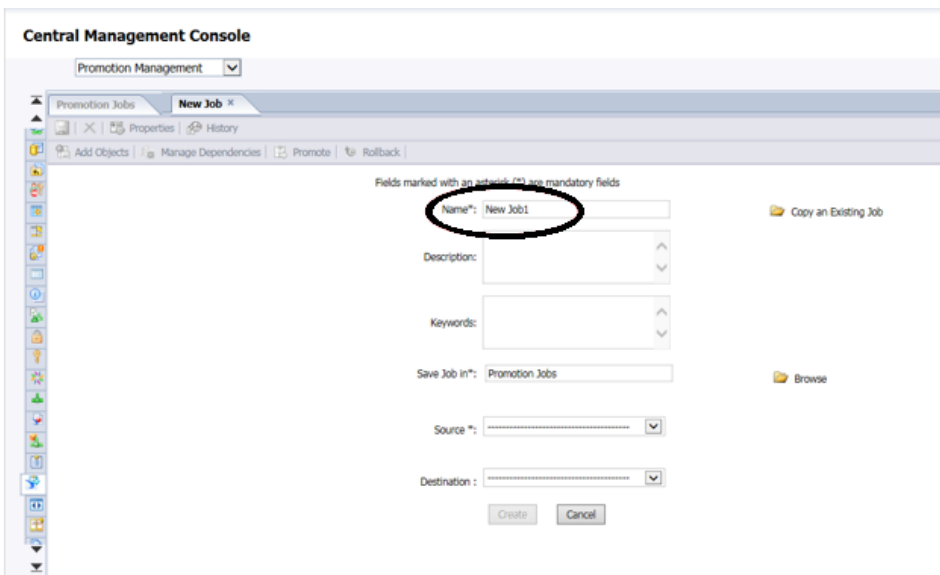 Central Management Console
Promotion Management
Promotion Jobs New Job ×
Properties History
Add Objects Manage Dependencies Promote Rollback
Fields marked with an asterisk (*) are mandatory fields
Name*: New Job1 Copy an Existing Job
Description:
Keywords:
Save Job in*: Promotion Jobs Browse
Source *: ----------------------------------------
Destination : ----------------------------------------
Create Cancel